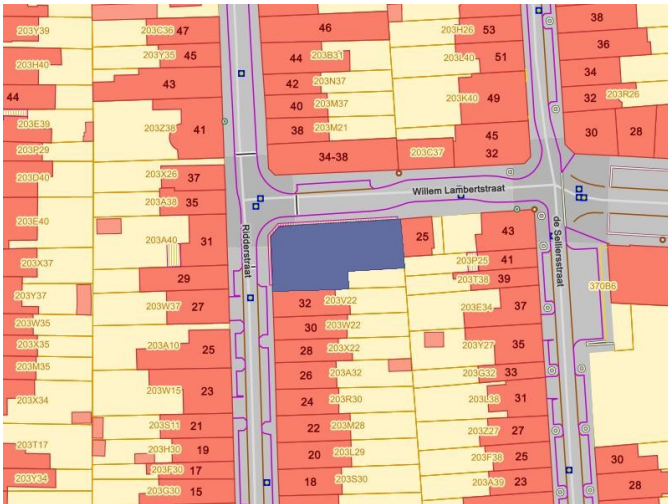 203Y39
203C36 47
46
203H26 53
38
203Y35 45
44 203B31
203L40 51
36
203H40
43
42 203N37
34
44
40 203M37
203K40 49
32 203R26
203E39
203Z38 41
38 203M21
45
30 28
203P29
34-38
203C37
32
203D40
203X26 37
Willem Lambertstraat
203A38 35
203E40
203A40 31
Ridderstraat
25
43
de Selliersstraat
203X37
203P25 41
29
203T38 39
370B6
203Y37
203W37 27
32 203V22
203E34 37
203W35
30 203W22
203X35
203A10 25
28 203X22
203Y27 35
203M35
26 203A32
203G32 33
203X34
203W15 23
24 203R30
203L38 31
203S11 21
22 203M28
203Z27 27
203T17
203H30 19
20 203L29
203F38 25
30
203Y34
203F30 17
18 203S30
203A39 23
28
203G30 15